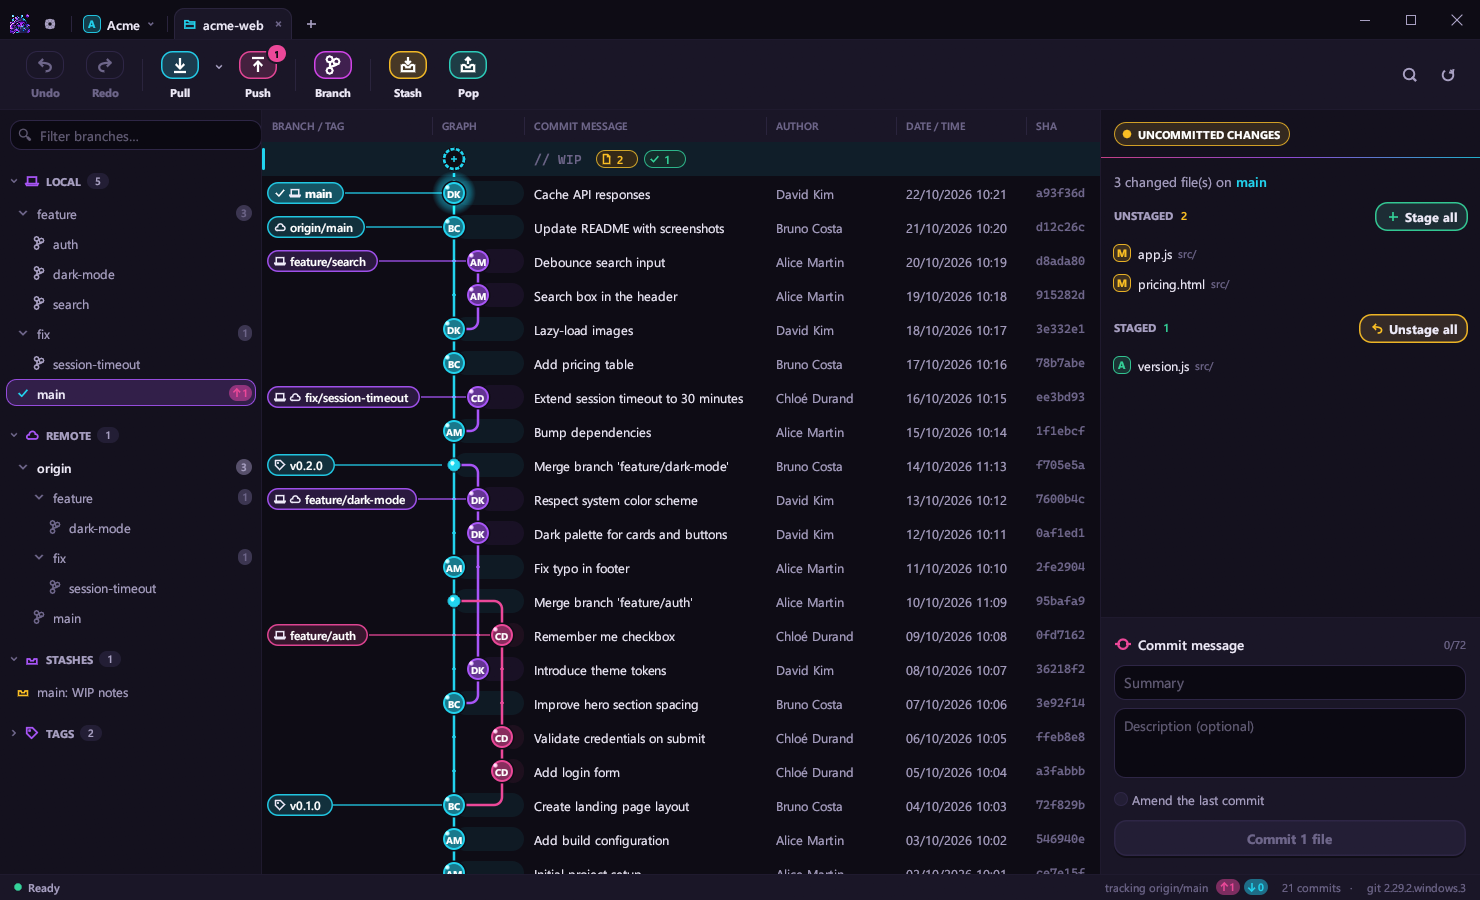 A Acme acme-web × +
Undo Redo Pull Push 1 Branch Stash Pop
Filter branches...
LOCAL 5
feature 3
auth
dark-mode
search
fix 1
session-timeout
main ↑1
REMOTE 1
origin 3
feature 1
dark-mode
fix 1
session-timeout
main
STASHES 1
main: WIP notes
TAGS 2
BRANCH / TAG GRAPH COMMIT MESSAGE AUTHOR DATE / TIME SHA
// WIP 2 1
main DK Cache API responses David Kim 22/10/2026 10:21 a93f36d
origin/main BC Update README with screenshots Bruno Costa 21/10/2026 10:20 d12c26c
feature/search AM Debounce search input Alice Martin 20/10/2026 10:19 d8ada80
AM Search box in the header Alice Martin 19/10/2026 10:18 915282d
DK Lazy-load images David Kim 18/10/2026 10:17 3e332e1
BC Add pricing table Bruno Costa 17/10/2026 10:16 78b7abe
fix/session-timeout CD Extend session timeout to 30 minutes Chloé Durand 16/10/2026 10:15 ee3bd93
AM Bump dependencies Alice Martin 15/10/2026 10:14 1f1ebcf
v0.2.0 Merge branch 'feature/dark-mode' Bruno Costa 14/10/2026 11:13 f705e5a
feature/dark-mode DK Respect system color scheme David Kim 13/10/2026 10:12 7600b4c
DK Dark palette for cards and buttons David Kim 12/10/2026 10:11 0af1ed1
AM Fix typo in footer Alice Martin 11/10/2026 10:10 2fe2904
Merge branch 'feature/auth' Alice Martin 10/10/2026 11:09 95bafa9
feature/auth CD Remember me checkbox Chloé Durand 09/10/2026 10:08 0fd7162
DK Introduce theme tokens David Kim 08/10/2026 10:07 36218f2
BC Improve hero section spacing Bruno Costa 07/10/2026 10:06 3e92f14
CD Validate credentials on submit Chloé Durand 06/10/2026 10:05 ffeb8e8
CD Add login form Chloé Durand 05/10/2026 10:04 a3fabbb
v0.1.0 BC Create landing page layout Bruno Costa 04/10/2026 10:03 72f829b
AM Add build configuration Alice Martin 03/10/2026 10:02 546940e
AM Initial project setup Alice Martin 02/10/2026 10:01 ce7e15f
UNCOMMITTED CHANGES
3 changed file(s) on main
UNSTAGED 2 + Stage all
M app.js src/
M pricing.html src/
STAGED 1 Unstage all
A version.js src/
Commit message 0/72
Summary
Description (optional)
Amend the last commit
Commit 1 file
Ready tracking origin/main ↑1 ↓0 21 commits · git 2.29.2.windows.3